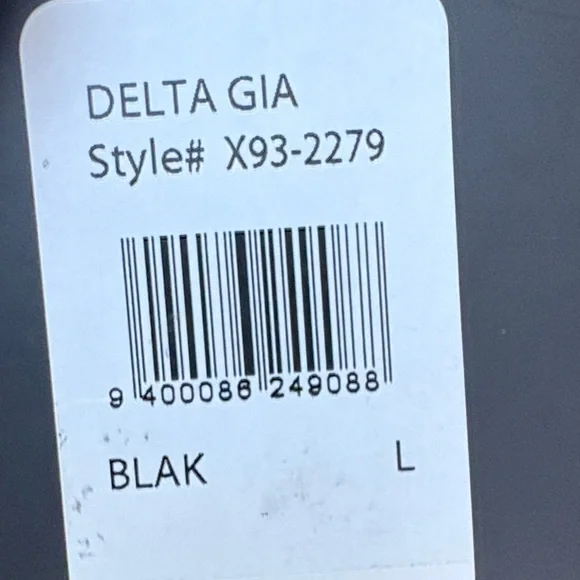 DELTA GIA
Style# X93-2279
9 400086 249088
BLAK L